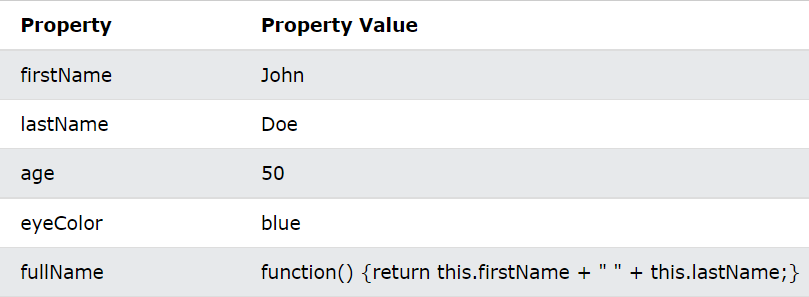 Property Property Value
firstName John
lastName Doe
age 50
eyeColor blue
fullName function() {return this.firstName + " " + this.lastName;}